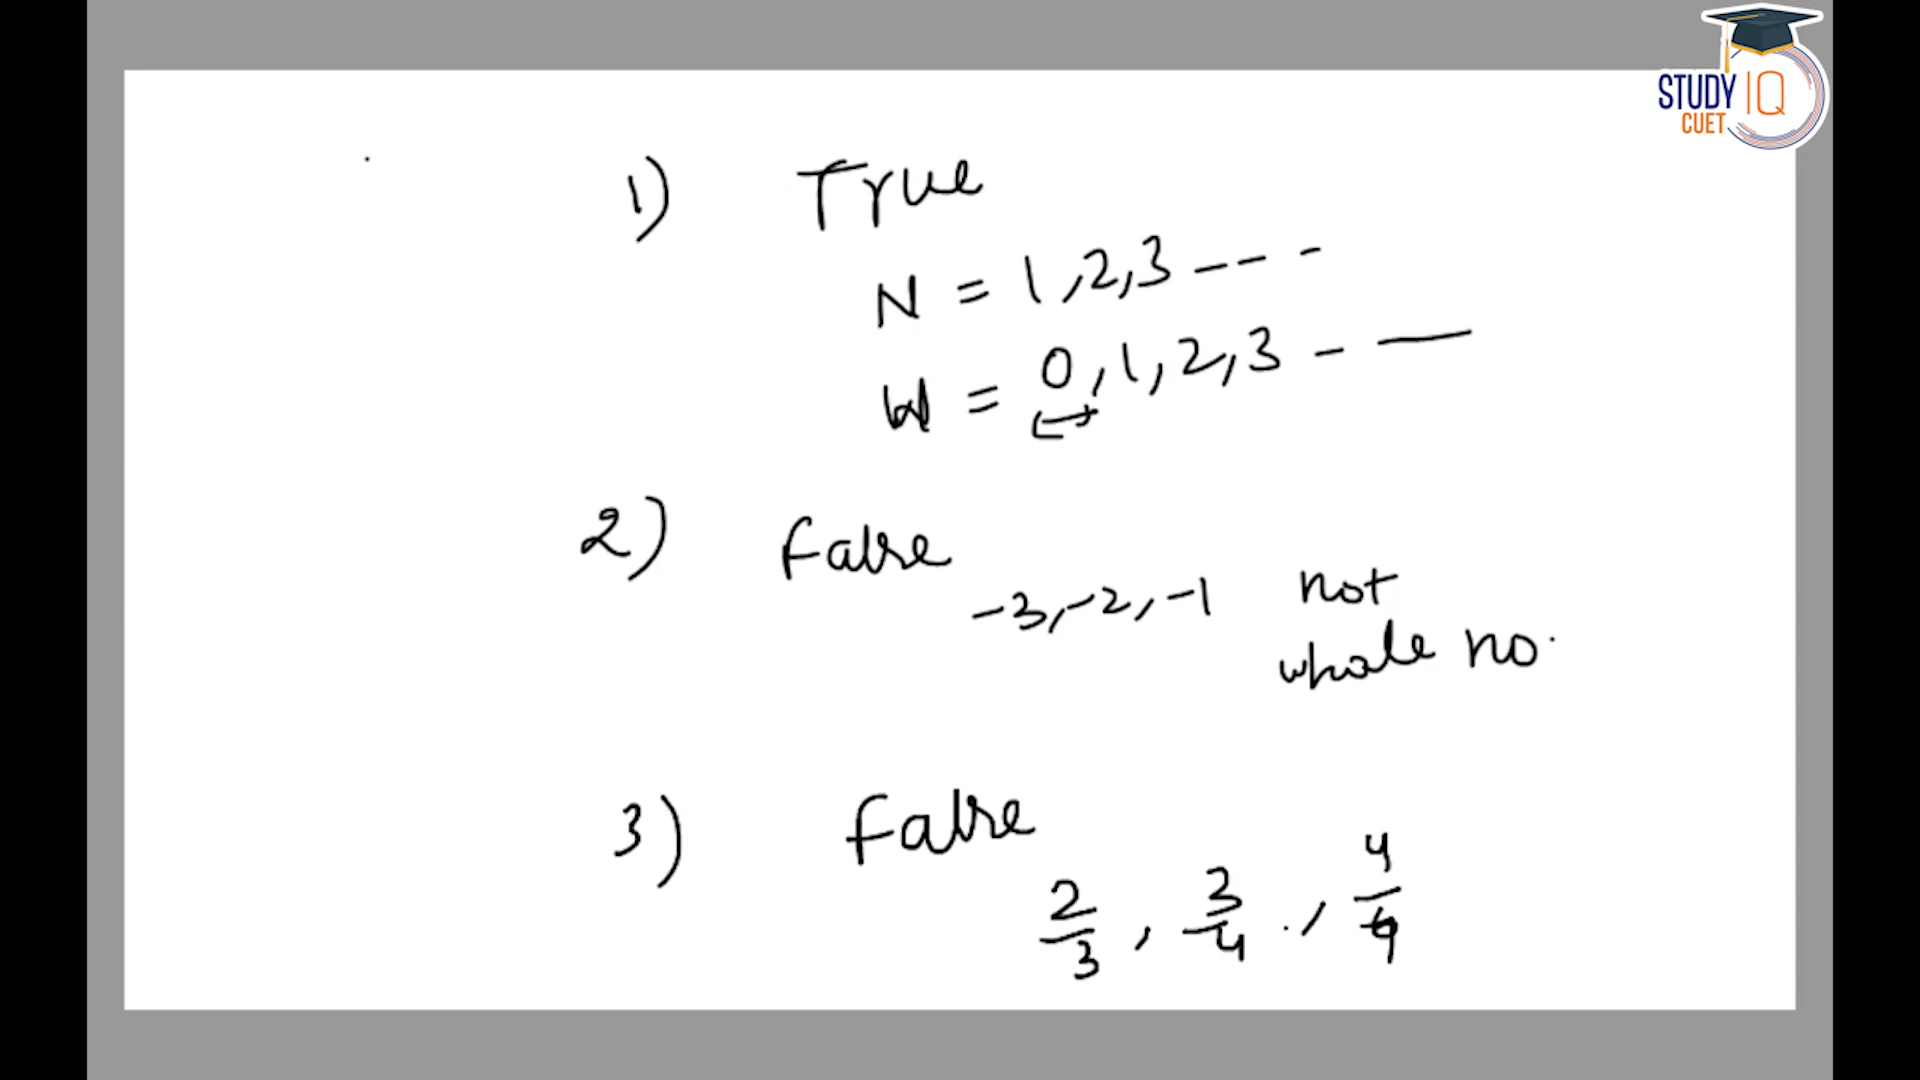 STUDY IQ
CUET
1) True
N = 1, 2, 3 - - - -
W = 0, 1, 2, 3 - —
2) False
-3, -2, -1 not
whole no.
3) False
2/3, 3/4, 4/9